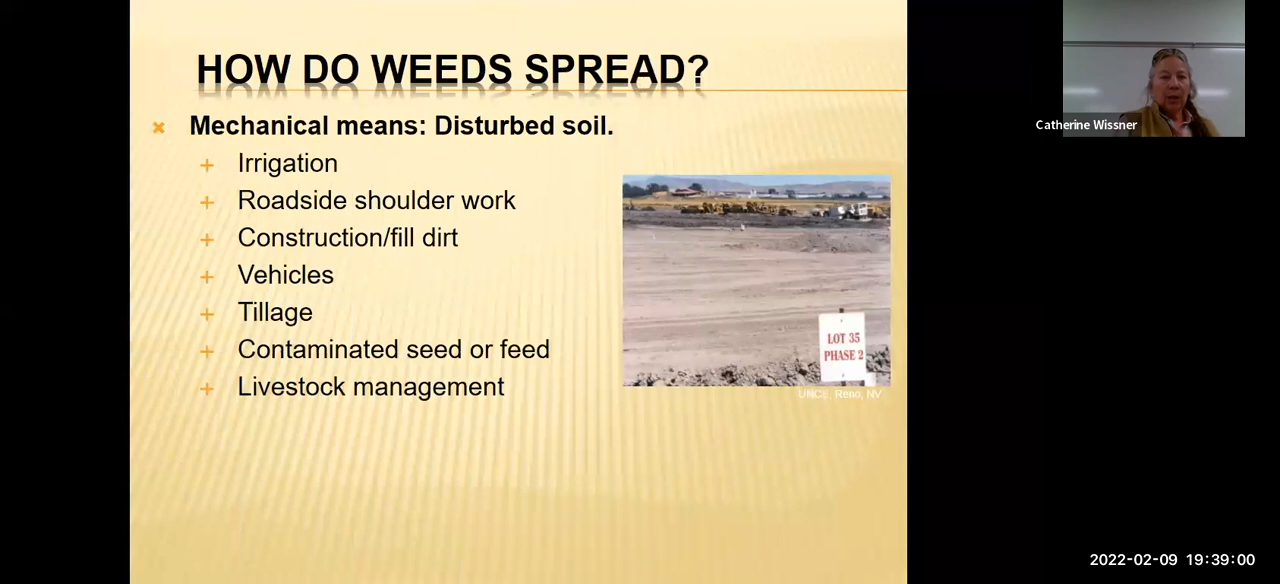 HOW DO WEEDS SPREAD?
Mechanical means: Disturbed soil.
Irrigation
Roadside shoulder work
Construction/fill dirt
Vehicles
Tillage
Contaminated seed or feed
Livestock management
LOT 35
PHASE 2
UNCE, Reno, NV
Catherine Wissner
2022-02-09 19:39:00